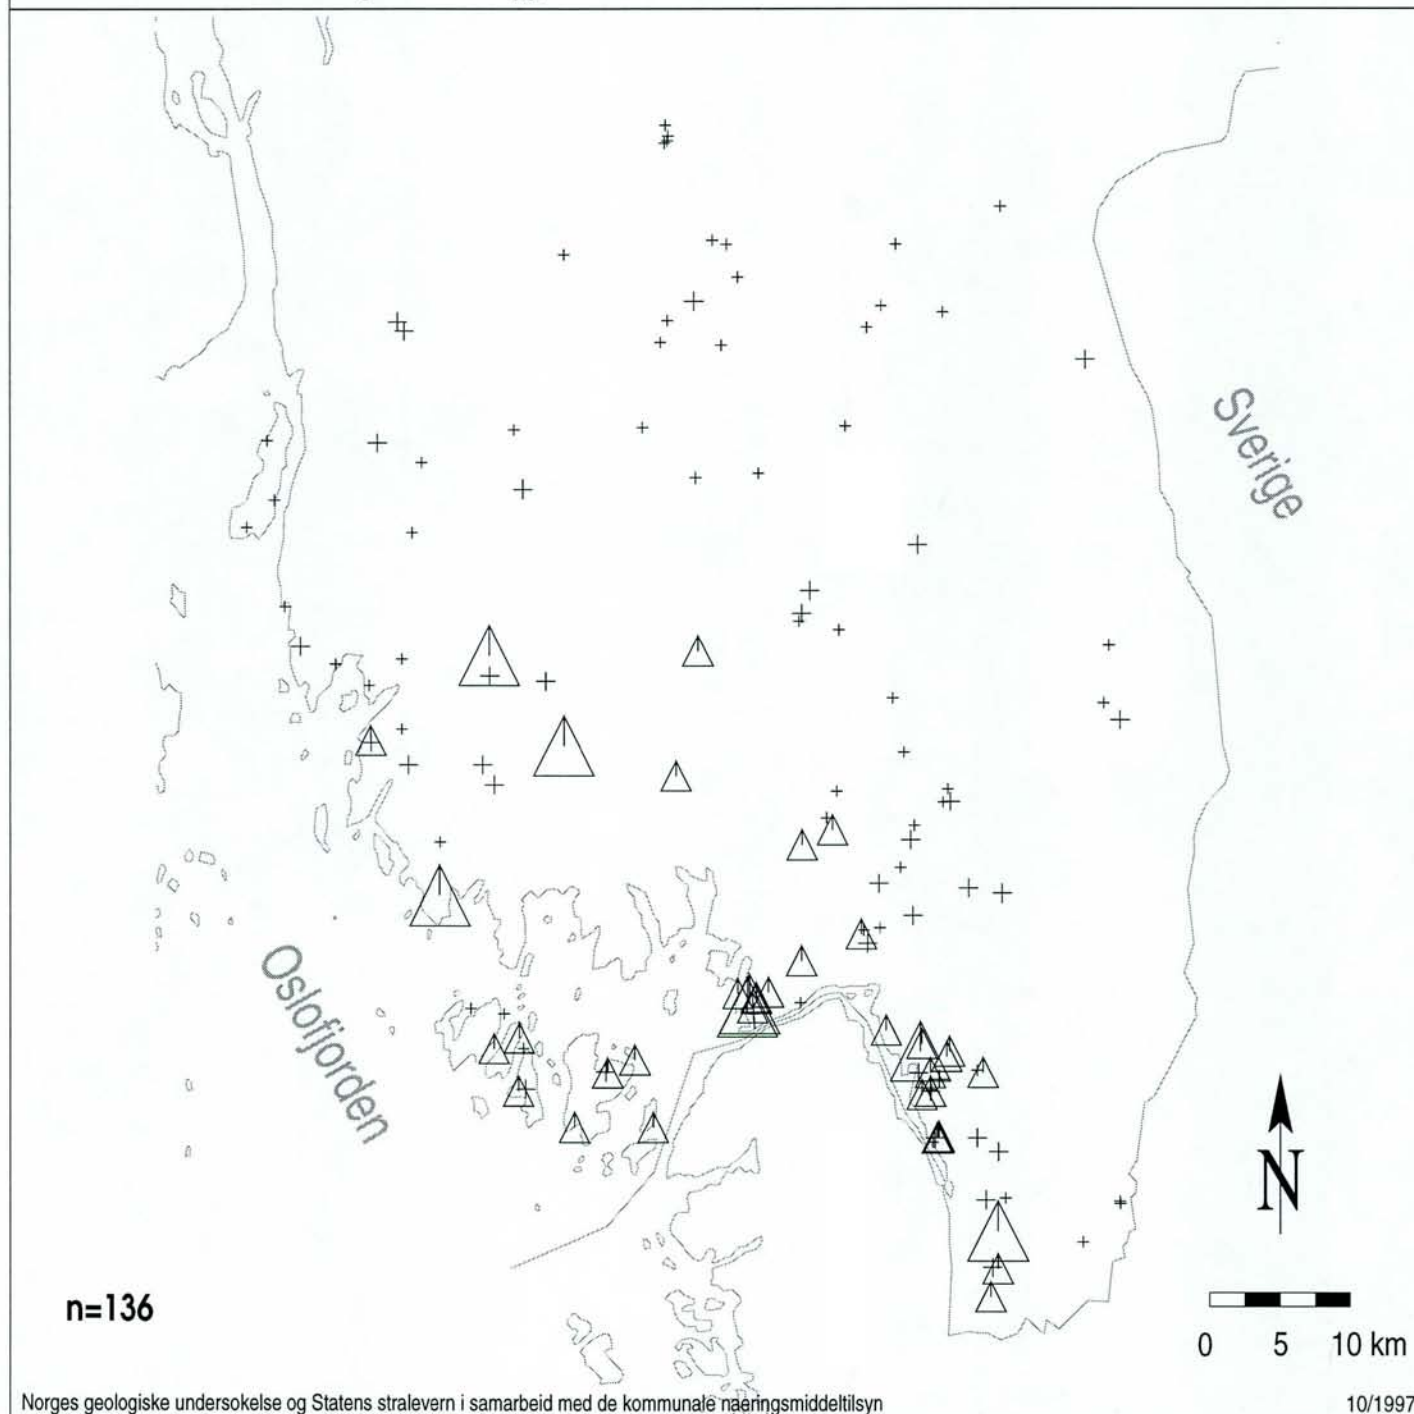 Sverige
Oslofjorden
N
n=136
0 5 10 km
Norges geologiske undersokelse og Statens stralevern i samarbeid med de kommunale naeringsmiddeltilsyn 10/1997